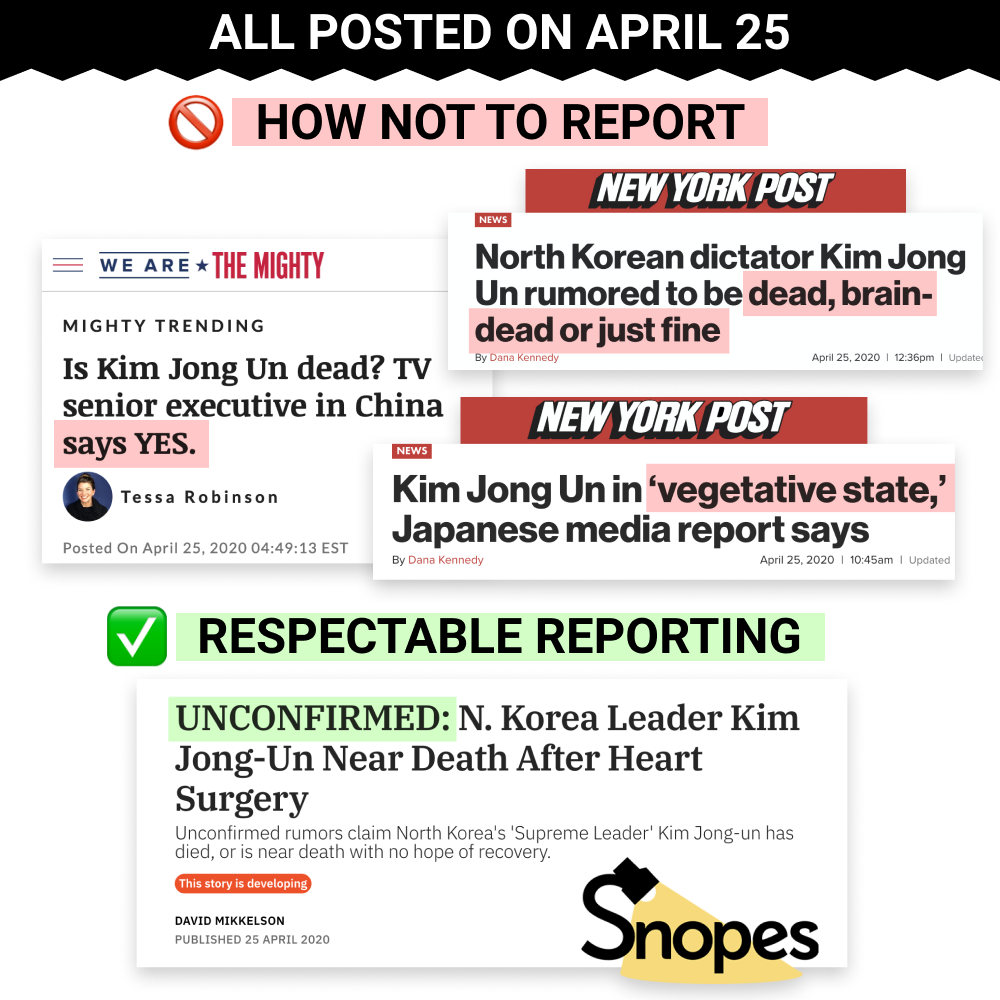 ALL POSTED ON APRIL 25
HOW NOT TO REPORT
WE ARE THE MIGHTY
MIGHTY TRENDING
Is Kim Jong Un dead? TV
senior executive in China
says YES.
Tessa Robinson
Posted On April 25, 2020 04:49:13 EST
NEW YORK POST
NEWS
North Korean dictator Kim Jong
Un rumored to be dead, brain-
dead or just fine
By Dana Kennedy
April 25, 2020 | 12:36pm | Updated
NEW YORK POST
NEWS
Kim Jong Un in ‘vegetative state,’
Japanese media report says
By Dana Kennedy
April 25, 2020 | 10:45am | Updated
RESPECTABLE REPORTING
UNCONFIRMED: N. Korea Leader Kim
Jong-Un Near Death After Heart
Surgery
Unconfirmed rumors claim North Korea's 'Supreme Leader' Kim Jong-un has
died, or is near death with no hope of recovery.
This story is developing
DAVID MIKKELSON
PUBLISHED 25 APRIL 2020
Snopes